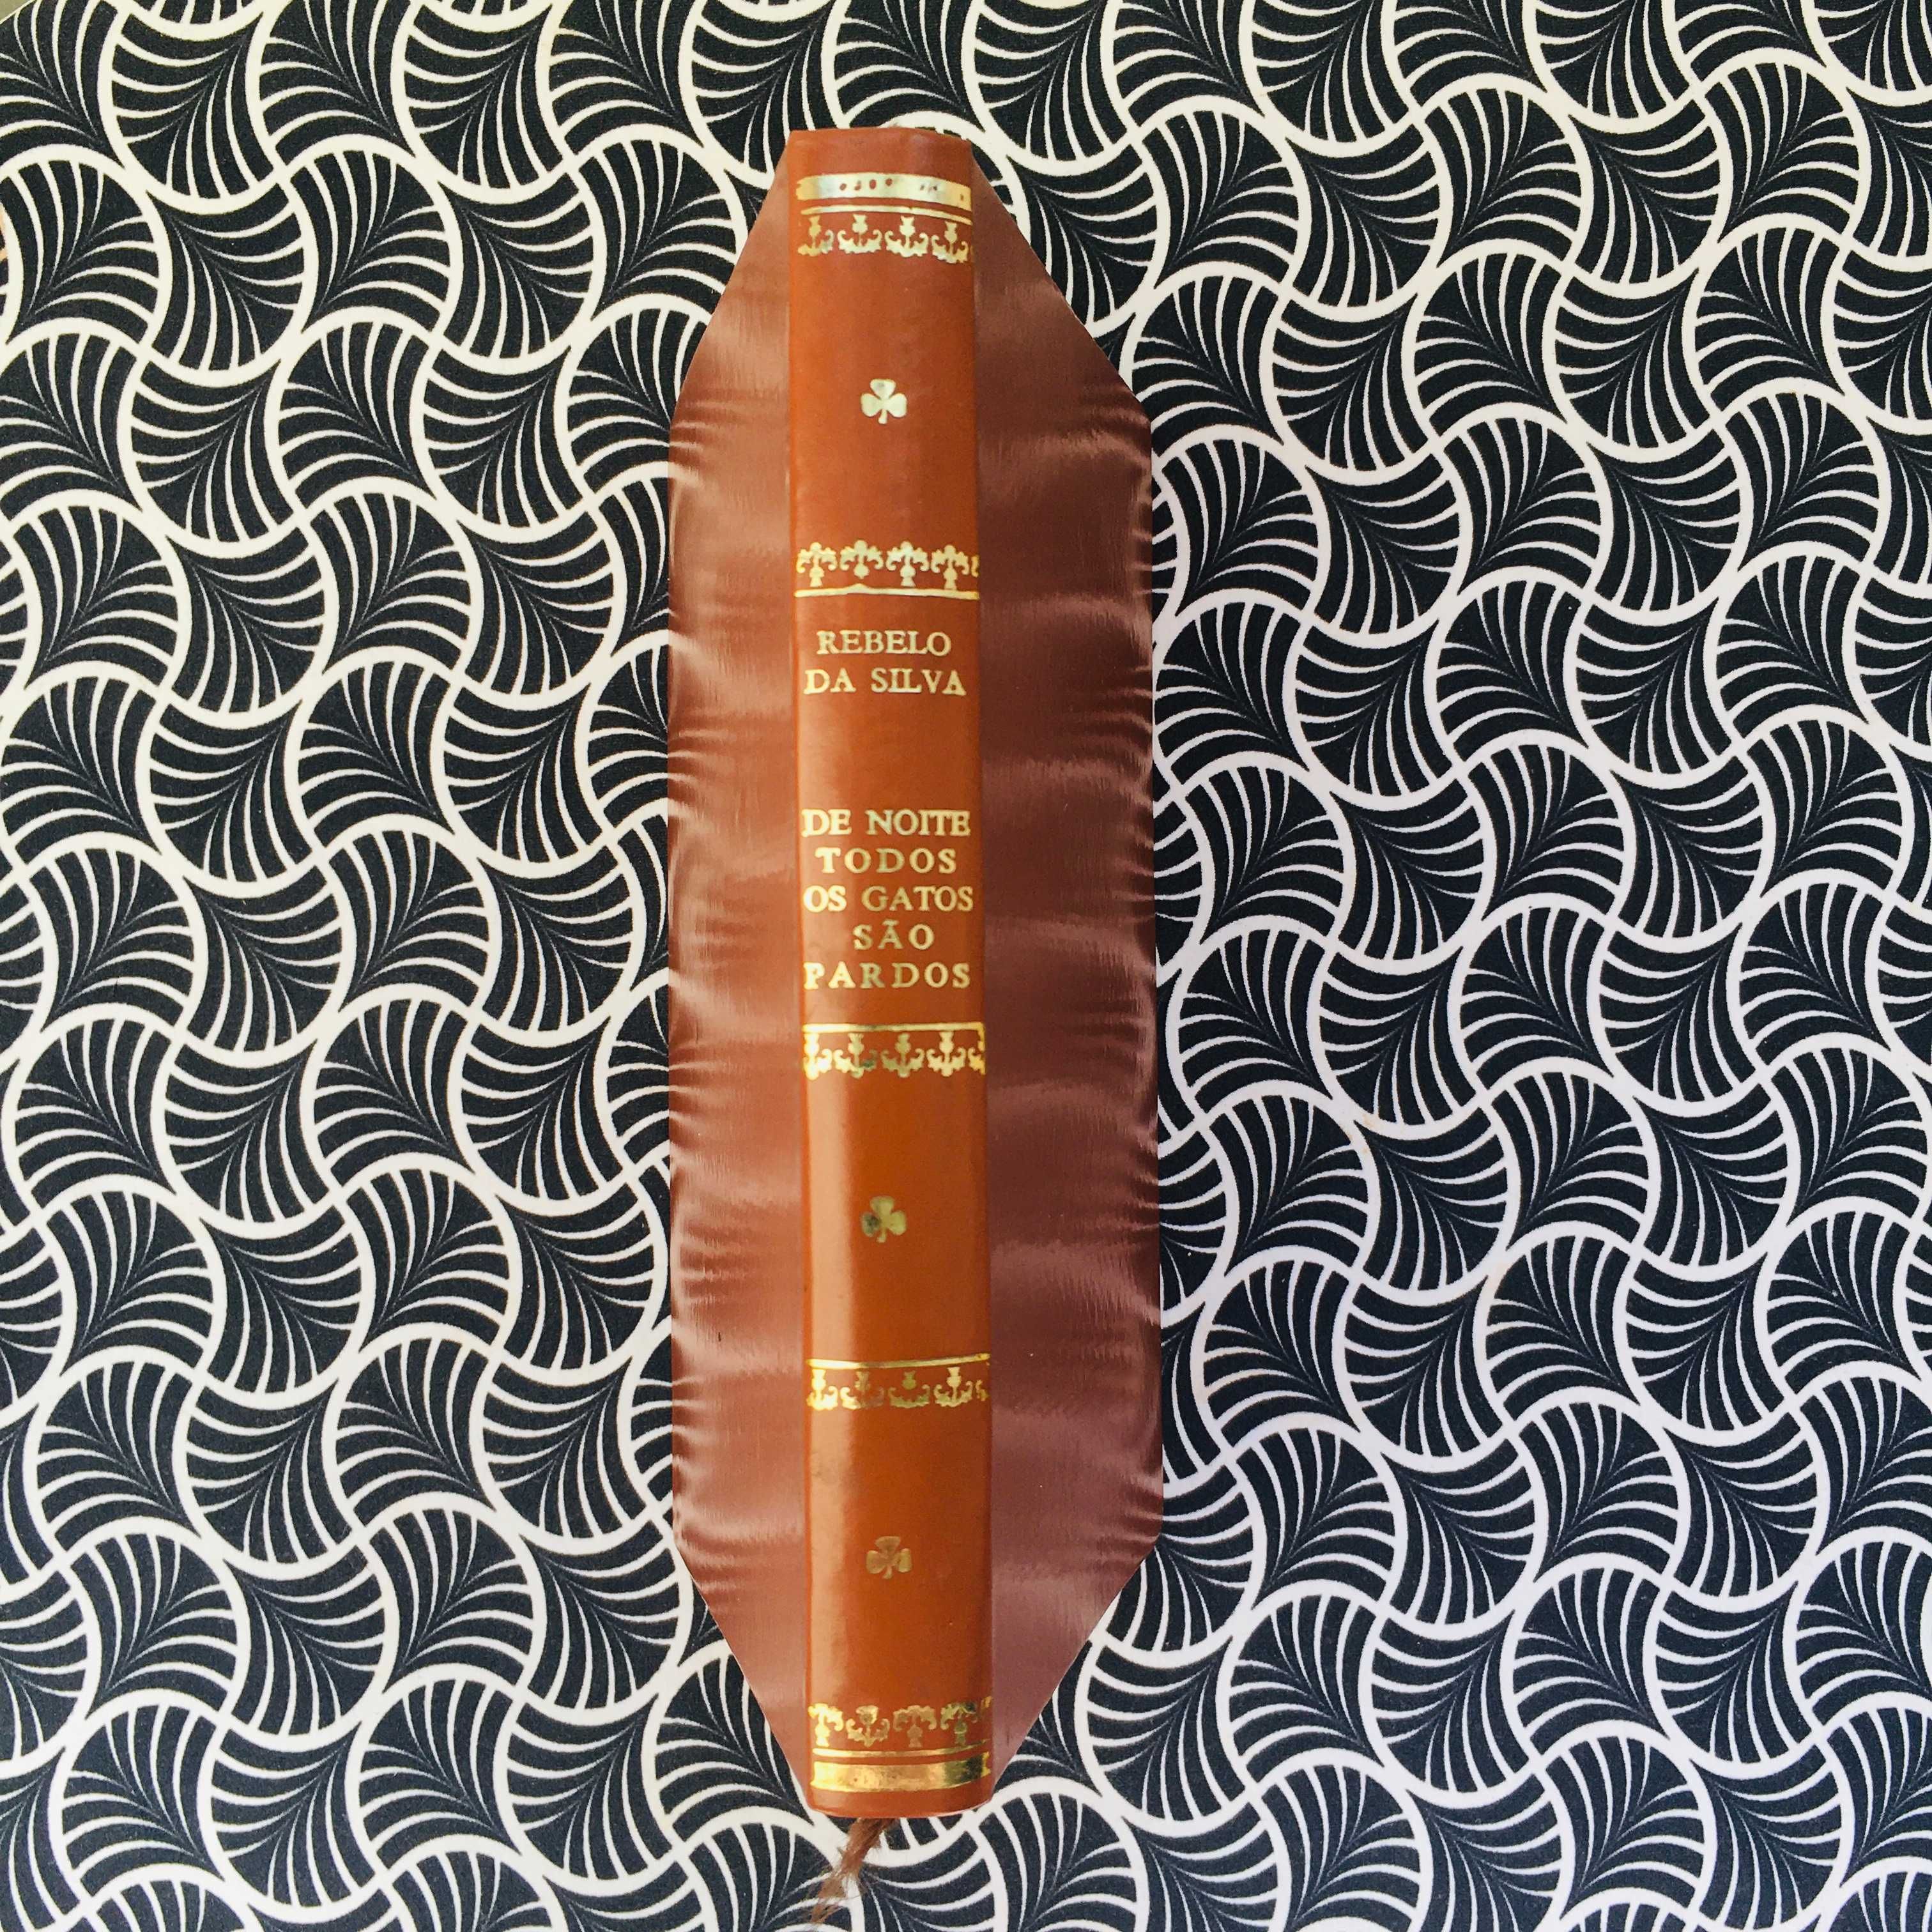 REBELO
DA SILVA
DE NOITE
TODOS
OS GATOS
SÃO
PARDOS